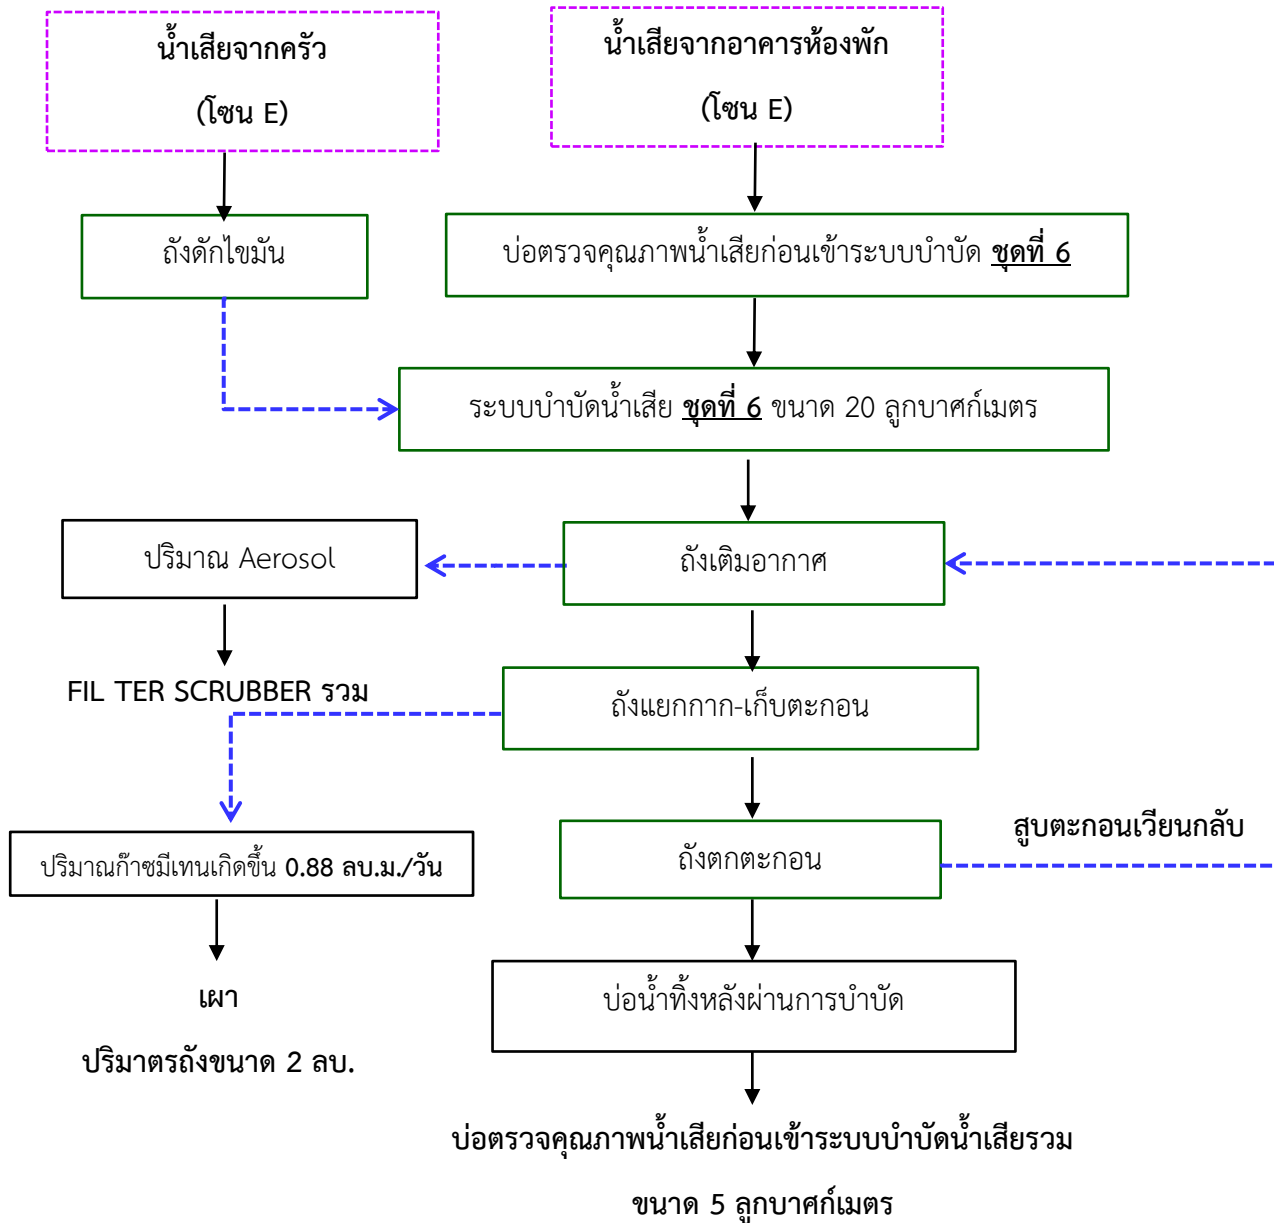 น้ำเสียจากครัว
(โซน E)
น้ำเสียจากอาคารห้องพัก
(โซน E)
ถังดักไขมัน
บ่อตรวจคุณภาพน้ำเสียก่อนเข้าระบบบำบัด ชุดที่ 6
ระบบบำบัดน้ำเสีย ชุดที่ 6 ขนาด 20 ลูกบาศก์เมตร
ปริมาณ Aerosol
ถังเติมอากาศ
FIL TER SCRUBBER รวม
ถังแยกกาก-เก็บตะกอน
สูบตะกอนเวียนกลับ
ปริมาณก๊าซมีเทนเกิดขึ้น 0.88 ลบ.ม./วัน
ถังตกตะกอน
เผา
ปริมาตรถังขนาด 2 ลบ.
บ่อน้ำทิ้งหลังผ่านการบำบัด
บ่อตรวจคุณภาพน้ำเสียก่อนเข้าระบบบำบัดน้ำเสียรวม
ขนาด 5 ลูกบาศก์เมตร